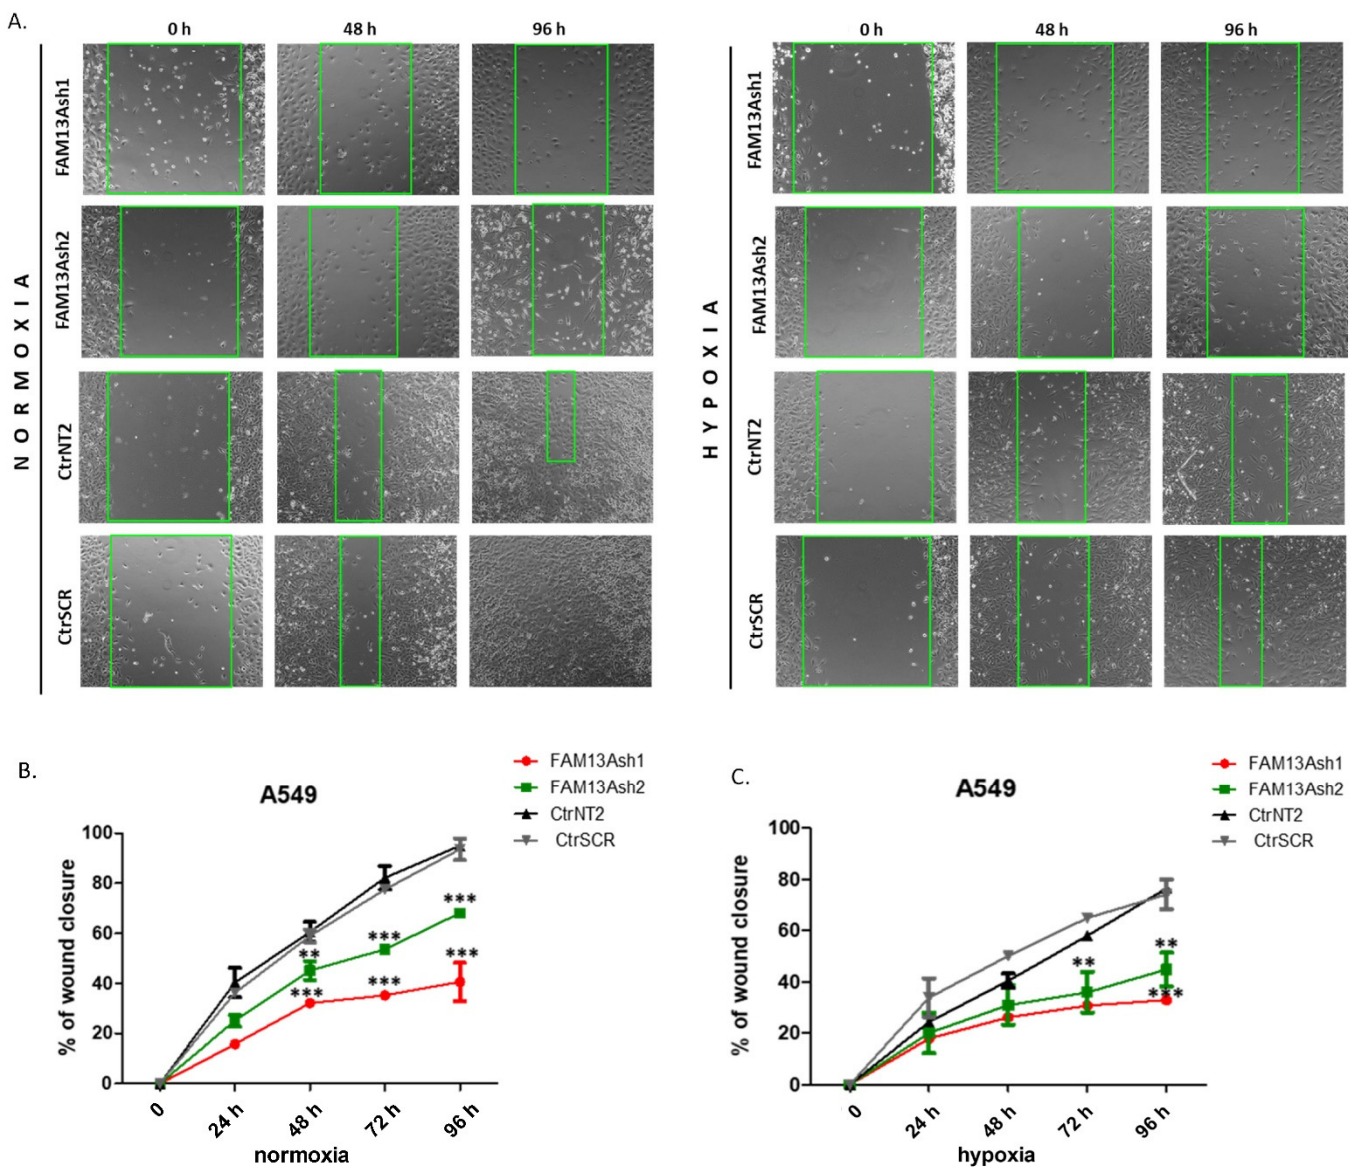 A.
0 h 48 h 96 h
NORMOXIA
FAM13Ash1
FAM13Ash2
CtrNT2
CtrSCR
0 h 48 h 96 h
HYPOXIA
FAM13Ash1
FAM13Ash2
CtrNT2
CtrSCR
B.
A549
FAM13Ash1
FAM13Ash2
CtrNT2
CtrSCR
% of wound closure
100
80
60
40
20
0
***
***
***
**
***
***
0 24 h 48 h 72 h 96 h
normoxia
C.
A549
FAM13Ash1
FAM13Ash2
CtrNT2
CtrSCR
% of wound closure
100
80
60
40
20
0
**
**
***
0 24 h 48 h 72 h 96 h
hypoxia